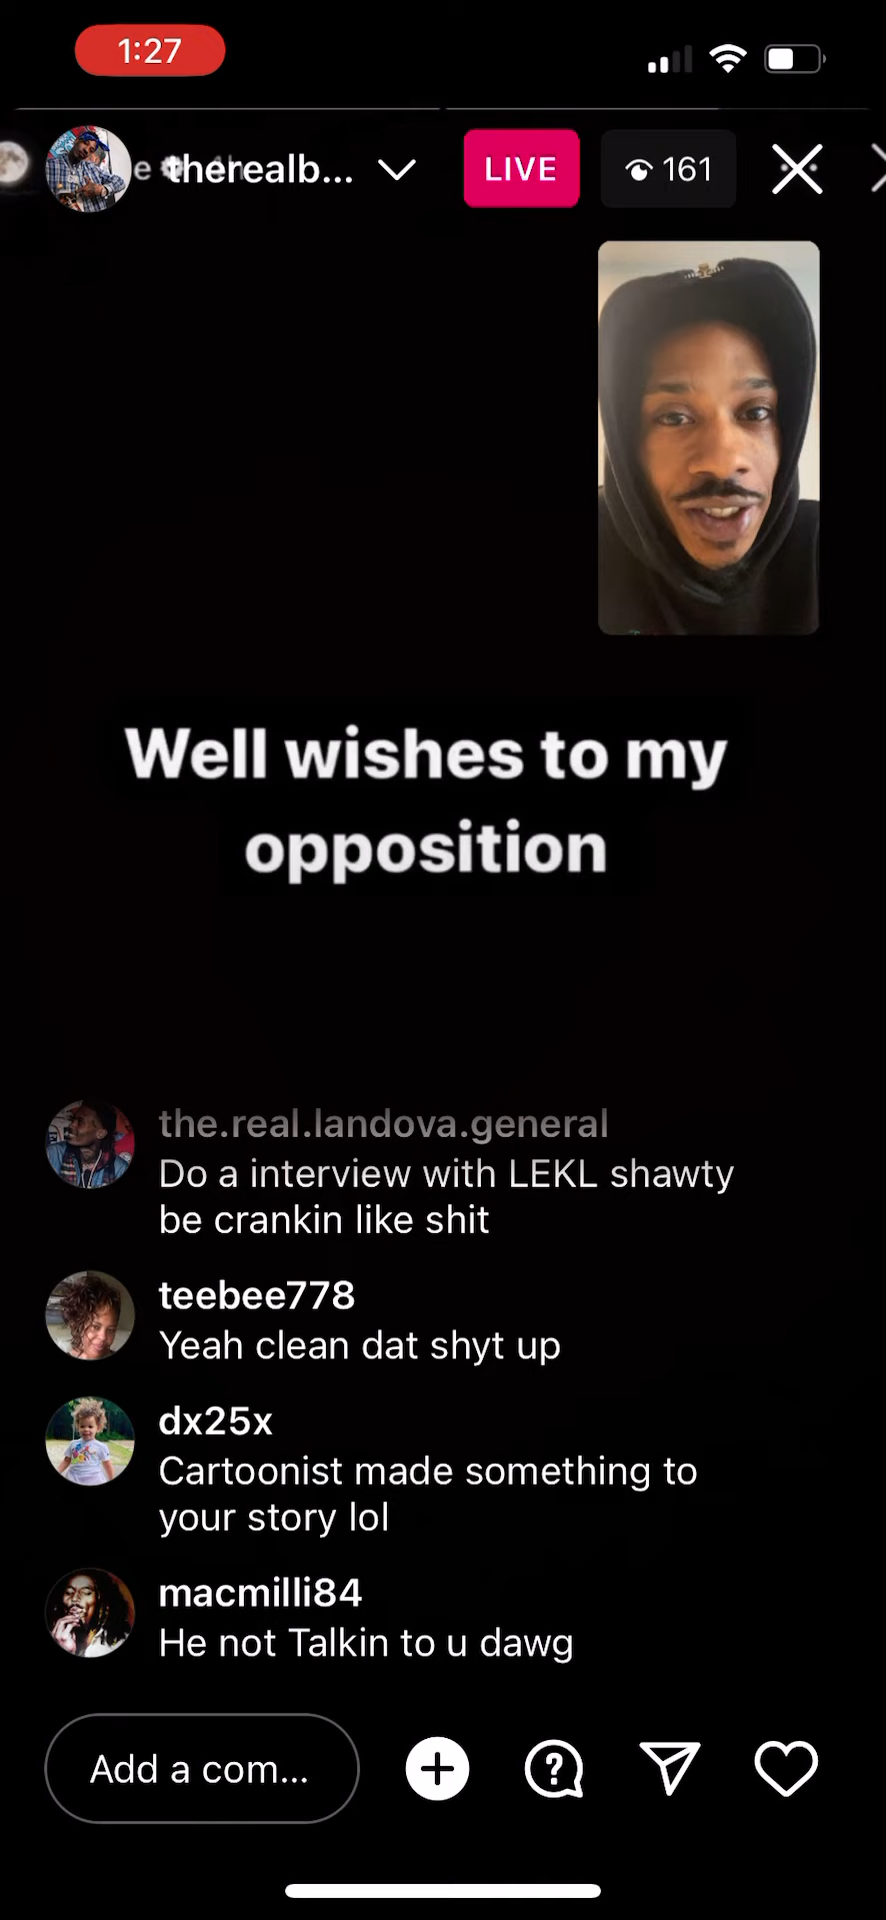 1:27
therealb...
LIVE
161
Well wishes to my
opposition
the.real.landova.general
Do a interview with LEKL shawty
be crankin like shit
teebee778
Yeah clean dat shyt up
dx25x
Cartoonist made something to
your story lol
macmilli84
He not Talkin to u dawg
Add a com...